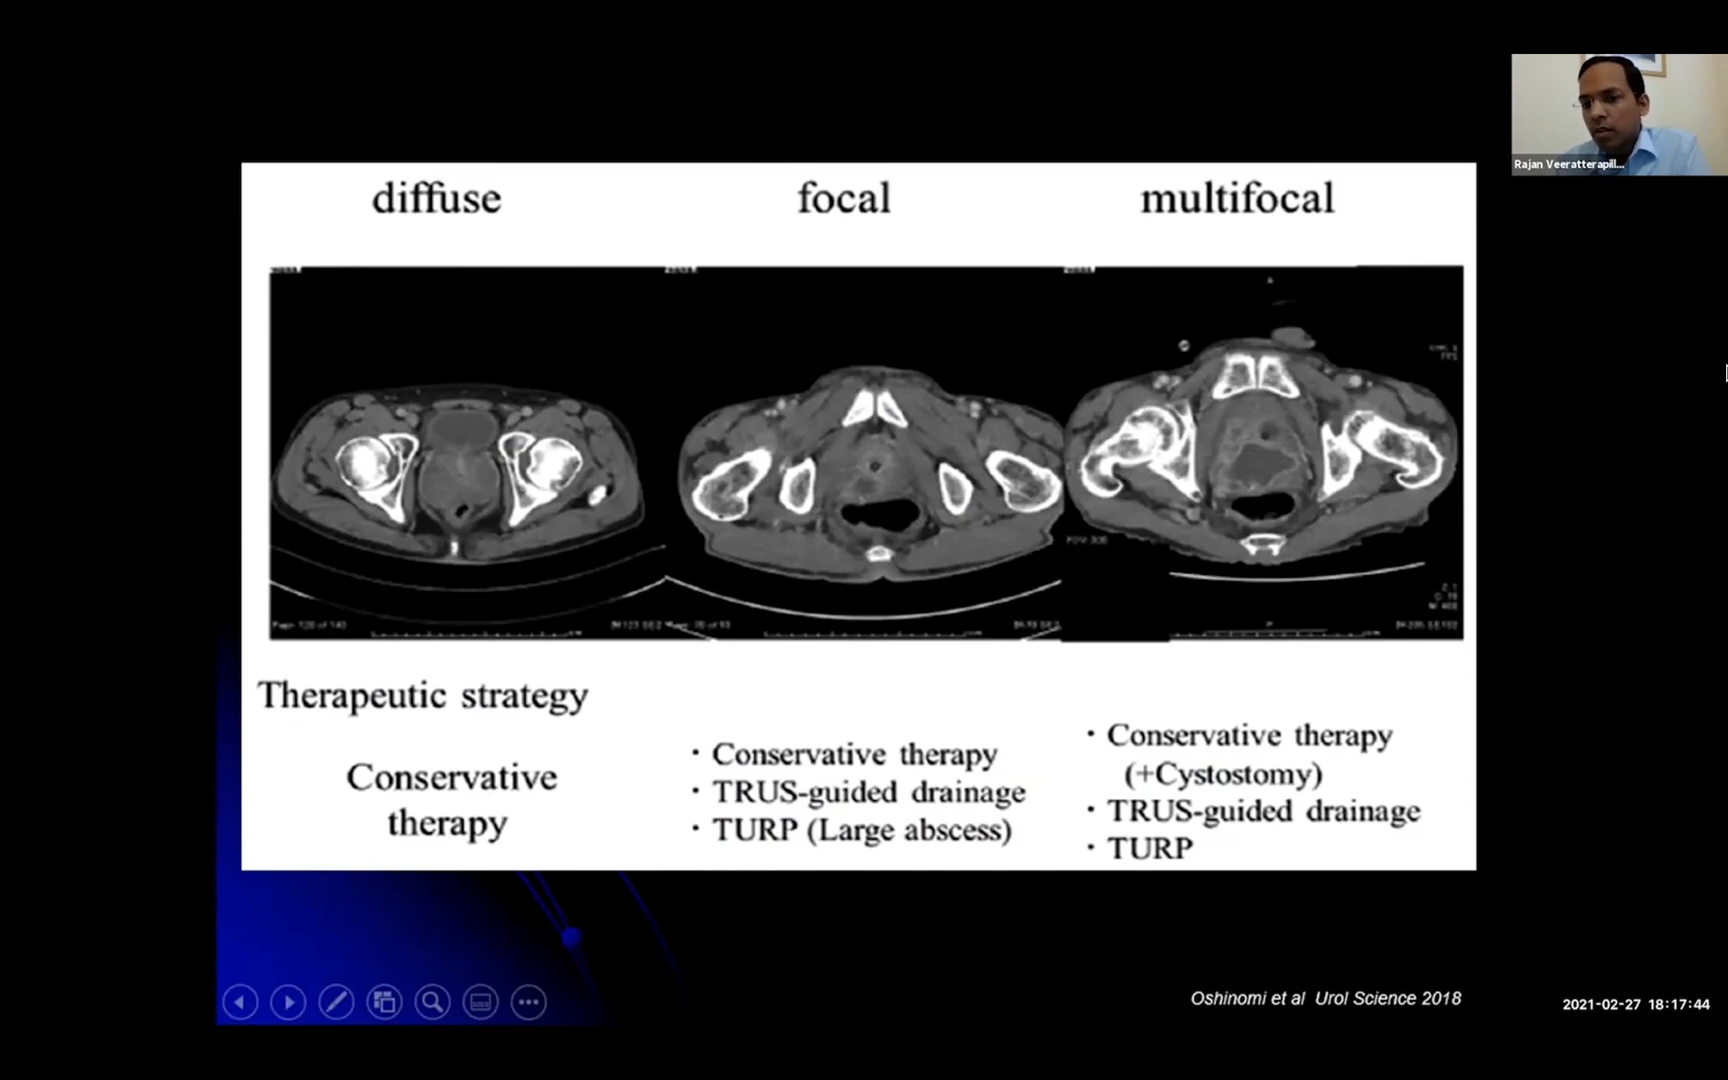 Rajan Veeratterapill...
diffuse
focal
multifocal
Therapeutic strategy
Conservative
therapy
· Conservative therapy
· TRUS-guided drainage
· TURP (Large abscess)
· Conservative therapy
(+Cystostomy)
· TRUS-guided drainage
· TURP
Oshinomi et al Urol Science 2018
2021-02-27 18:17:44